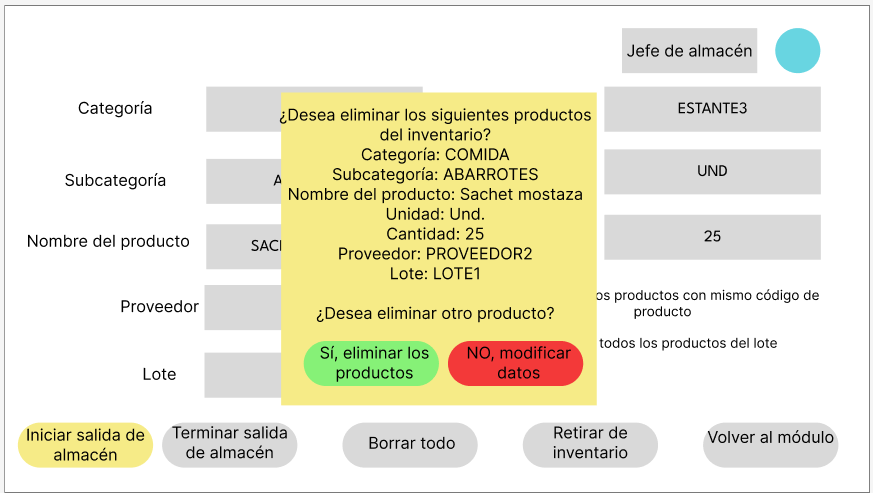 Jefe de almacén
Categoría
ESTANTE3
Subcategoría
UND
Nombre del producto
25
Proveedor
Lote
¿Desea eliminar los siguientes productos
del inventario?
Categoría: COMIDA
Subcategoría: ABARROTES
Nombre del producto: Sachet mostaza
Unidad: Und.
Cantidad: 25
Proveedor: PROVEEDOR2
Lote: LOTE1
¿Desea eliminar otro producto?
Sí, eliminar los
productos
NO, modificar
datos
productos con mismo código de
producto
todos los productos del lote
Iniciar salida de
almacén
Terminar salida
de almacén
Borrar todo
Retirar de
inventario
Volver al módulo